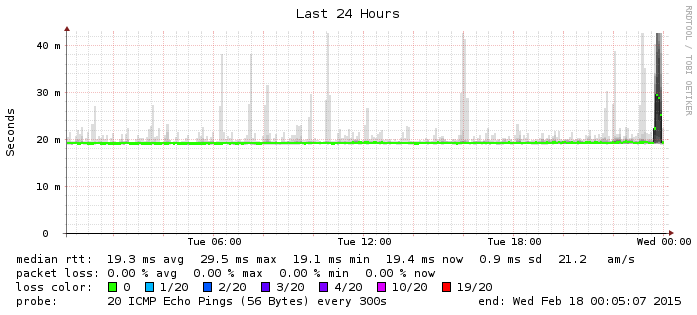 Last 24 Hours
RRDTOOL / TOBI OETIKER
Seconds
40 m
30 m
20 m
10 m
0
Tue 06:00 Tue 12:00 Tue 18:00 Wed 00:00
median rtt: 19.3 ms avg 29.5 ms max 19.1 ms min 19.4 ms now 0.9 ms sd 21.2 am/s
packet loss: 0.00 % avg 0.00 % max 0.00 % min 0.00 % now
loss color: 0 1/20 2/20 3/20 4/20 10/20 19/20
probe: 20 ICMP Echo Pings (56 Bytes) every 300s end: Wed Feb 18 00:05:07 2015